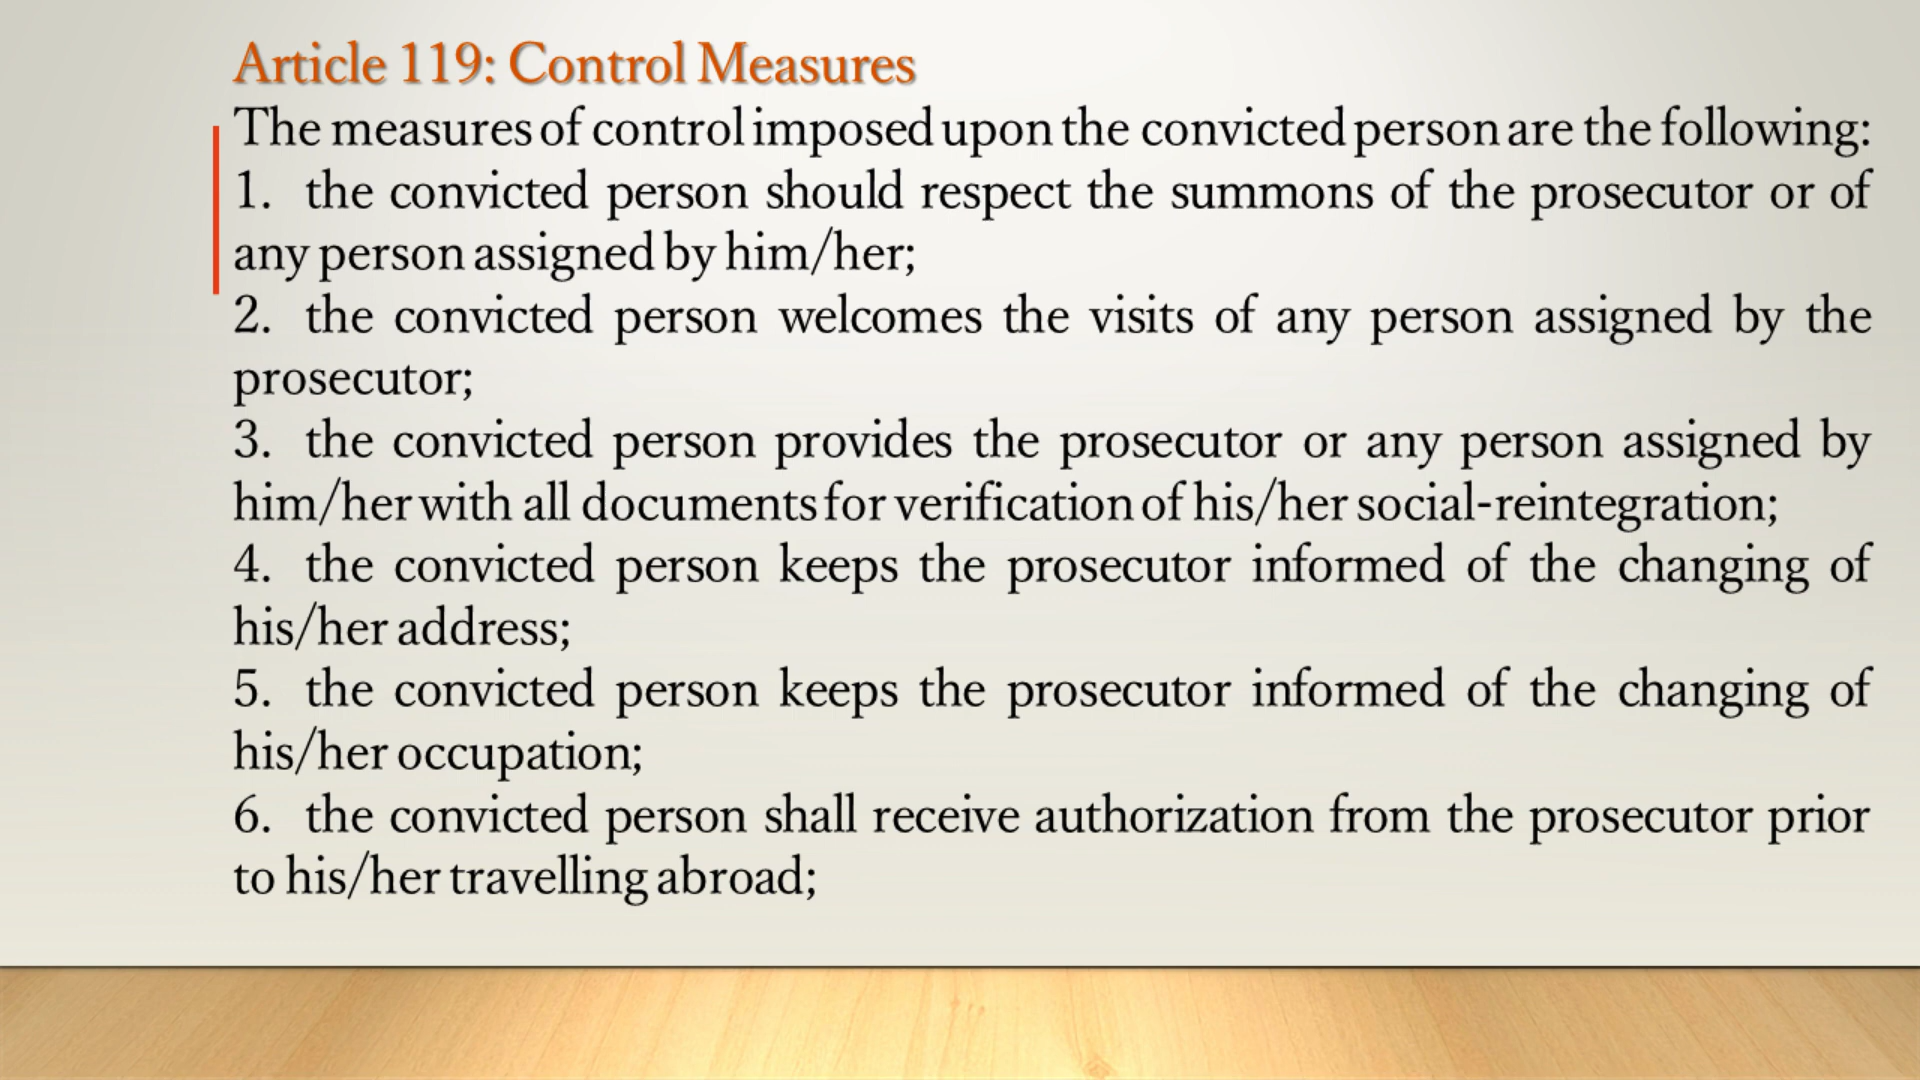 Article 119: Control Measures
The measures of control imposed upon the convicted person are the following:
1. the convicted person should respect the summons of the prosecutor or of
any person assigned by him/her;
2. the convicted person welcomes the visits of any person assigned by the
prosecutor;
3. the convicted person provides the prosecutor or any person assigned by
him/her with all documents for verification of his/her social-reintegration;
4. the convicted person keeps the prosecutor informed of the changing of
his/her address;
5. the convicted person keeps the prosecutor informed of the changing of
his/her occupation;
6. the convicted person shall receive authorization from the prosecutor prior
to his/her travelling abroad;